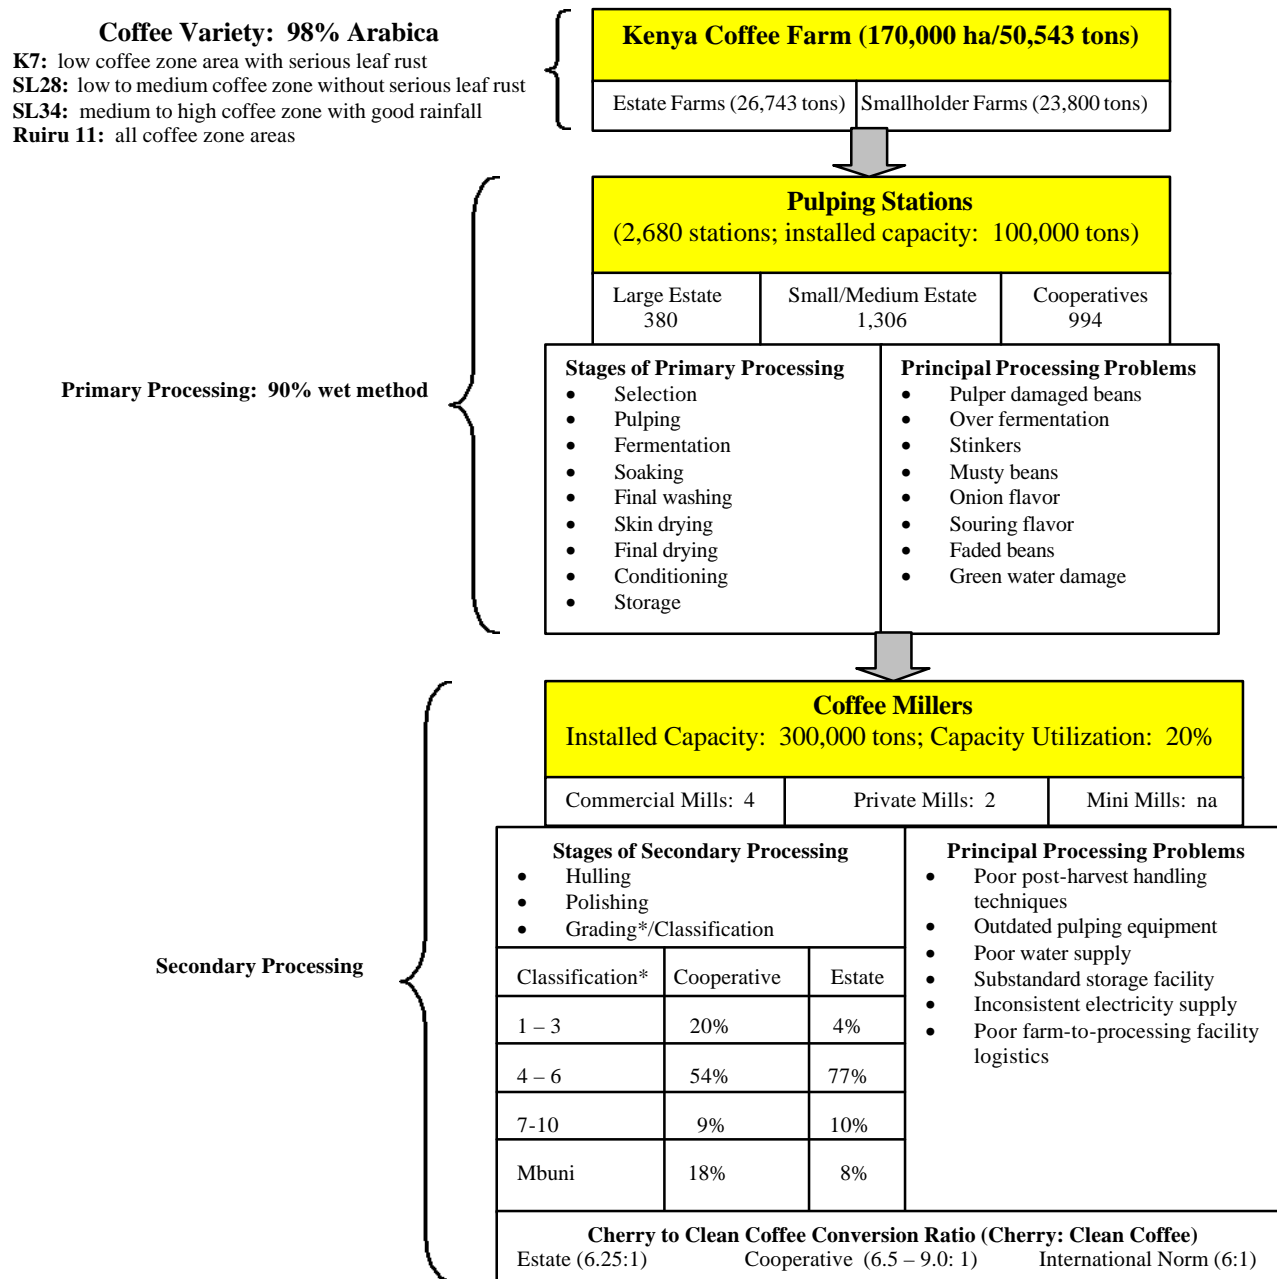 Coffee Variety: 98% Arabica
K7: low coffee zone area with serious leaf rust
SL28: low to medium coffee zone without serious leaf rust
SL34: medium to high coffee zone with good rainfall
Ruiru 11: all coffee zone areas
Kenya Coffee Farm (170,000 ha/50,543 tons)
Estate Farms (26,743 tons) Smallholder Farms (23,800 tons)
Pulping Stations
(2,680 stations; installed capacity: 100,000 tons)
Large Estate Small/Medium Estate Cooperatives
380 1,306 994
Primary Processing: 90% wet method
Stages of Primary Processing
• Selection
• Pulping
• Fermentation
• Soaking
• Final washing
• Skin drying
• Final drying
• Conditioning
• Storage
Principal Processing Problems
• Pulper damaged beans
• Over fermentation
• Stinkers
• Musty beans
• Onion flavor
• Souring flavor
• Faded beans
• Green water damage
Coffee Millers
Installed Capacity: 300,000 tons; Capacity Utilization: 20%
Commercial Mills: 4 Private Mills: 2 Mini Mills: na
Secondary Processing
Stages of Secondary Processing
• Hulling
• Polishing
• Grading*/Classification
Classification* Cooperative Estate
1 – 3 20% 4%
4 – 6 54% 77%
7-10 9% 10%
Mbuni 18% 8%
Principal Processing Problems
• Poor post-harvest handling
techniques
• Outdated pulping equipment
• Poor water supply
• Substandard storage facility
• Inconsistent electricity supply
• Poor farm-to-processing facility
logistics
Cherry to Clean Coffee Conversion Ratio (Cherry: Clean Coffee)
Estate (6.25:1) Cooperative (6.5 – 9.0: 1) International Norm (6:1)